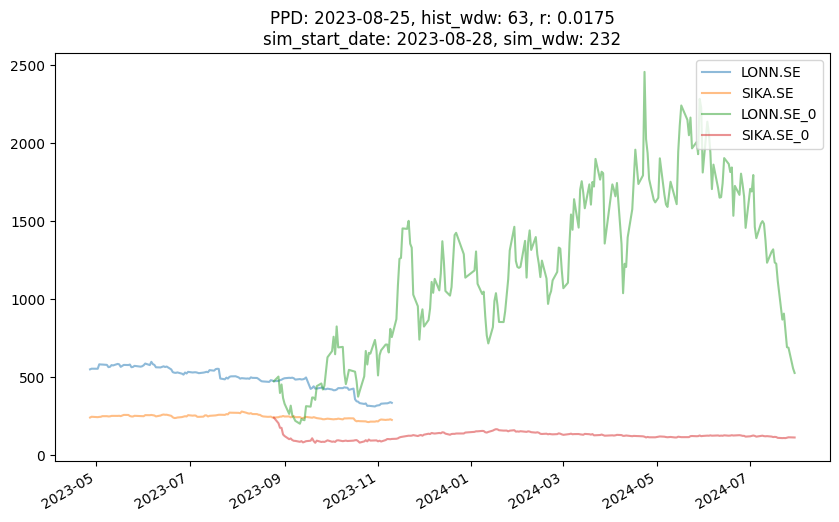 PPD: 2023-08-25, hist_wdw: 63, r: 0.0175
sim_start_date: 2023-08-28, sim_wdw: 232
LONN.SE
SIKA.SE
LONN.SE_0
SIKA.SE_0
2500
2000
1500
1000
500
0
2023-05
2023-07
2023-09
2023-11
2024-01
2024-03
2024-05
2024-07